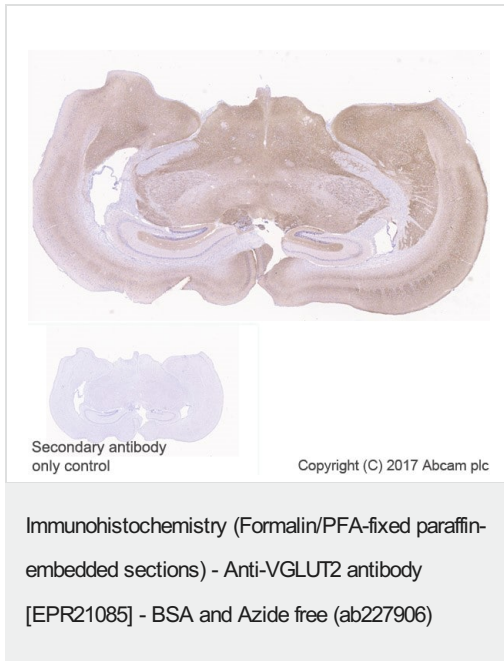 Secondary antibody
only control
Copyright (C) 2017 Abcam plc
Immunohistochemistry (Formalin/PFA-fixed paraffin-
embedded sections) - Anti-VGLUT2 antibody
[EPR21085] - BSA and Azide free (ab227906)